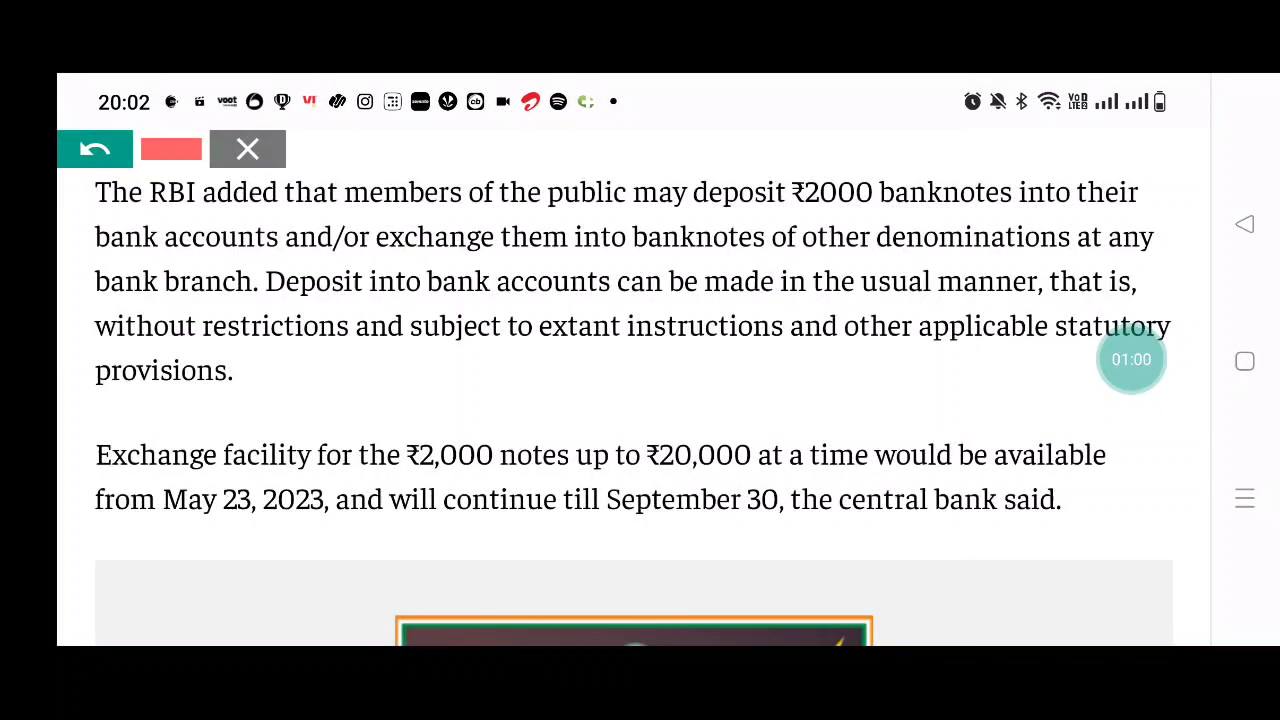 20:02
The RBI added that members of the public may deposit ₹2000 banknotes into their
bank accounts and/or exchange them into banknotes of other denominations at any
bank branch. Deposit into bank accounts can be made in the usual manner, that is,
without restrictions and subject to extant instructions and other applicable statutory
01:00
provisions.
Exchange facility for the ₹2,000 notes up to ₹20,000 at a time would be available
from May 23, 2023, and will continue till September 30, the central bank said.